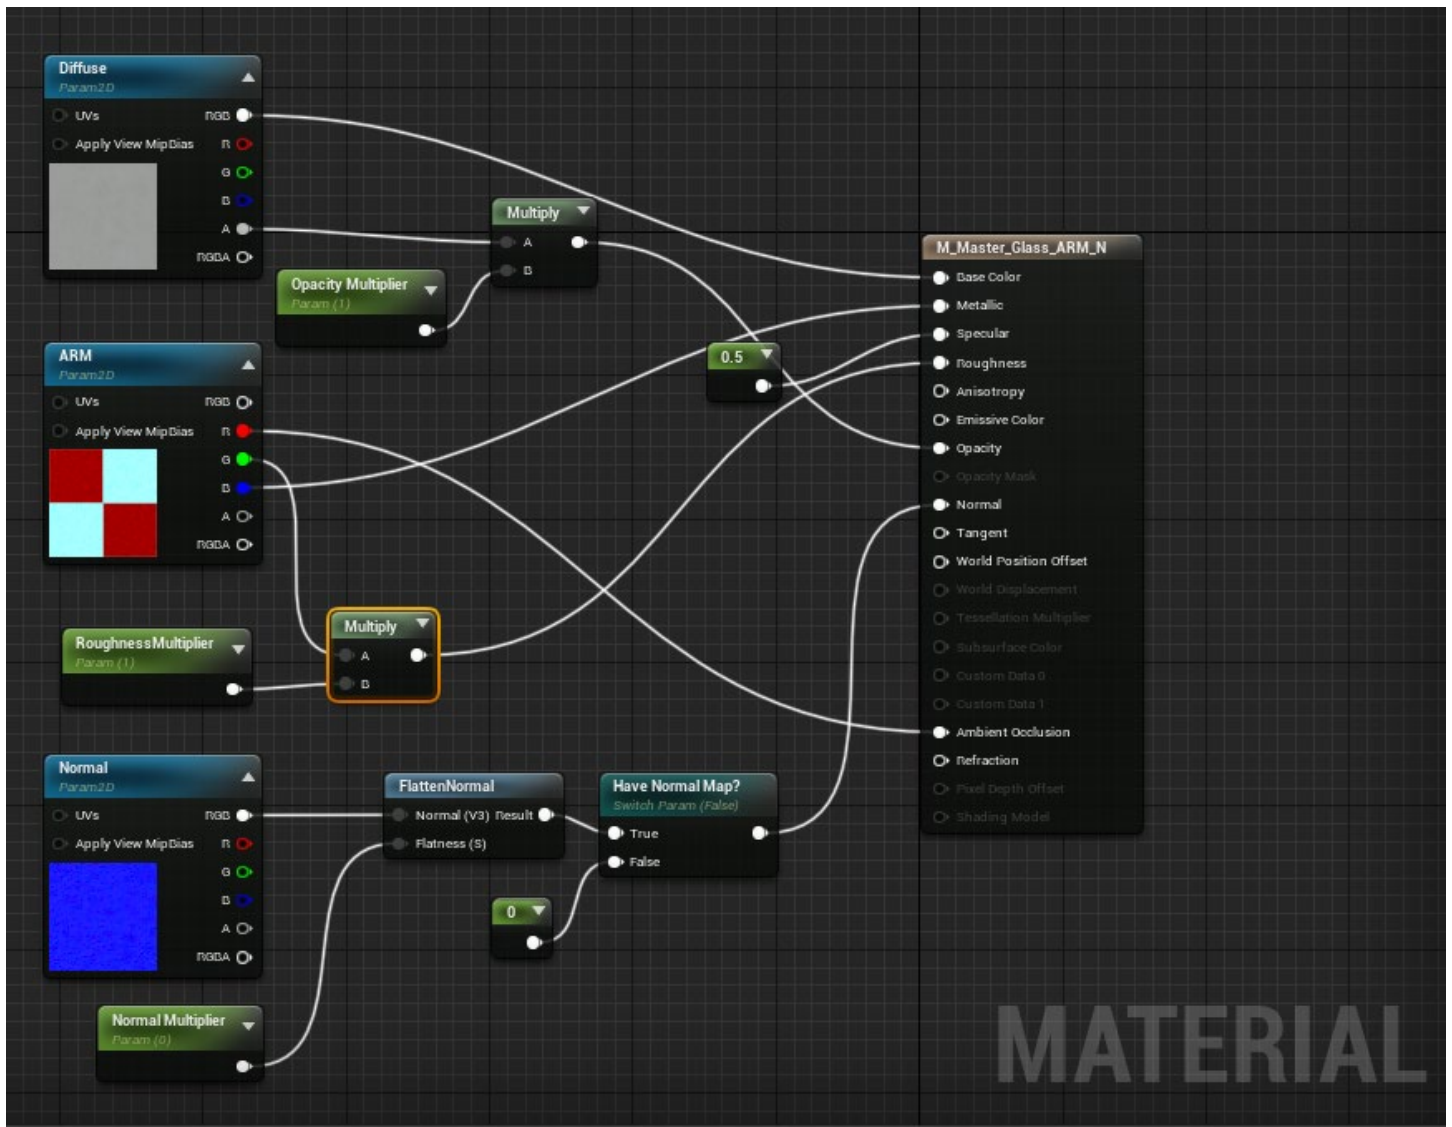 Diffuse
Param2D
UVs RGB
Apply View MipBias R
G
B
A
RGBA
Multiply
A
B
Opacity Multiplier
Param (1)
ARM
Param2D
UVs RGB
Apply View MipBias R
G
B
A
RGBA
0.5
RoughnessMultiplier
Param (1)
Multiply
A
B
Normal
Param2D
UVs RGB
Apply View MipBias R
G
B
A
RGBA
FlattenNormal
Normal (V3) Result
Flatness (S)
Have Normal Map?
Switch Param (False)
True
False
0
Normal Multiplier
Param (0)
M_Master_Glass_ARM_N
Base Color
Metallic
Specular
Roughness
Anisotropy
Emissive Color
Opacity
Opacity Mask
Normal
Tangent
World Position Offset
World Displacement
Tessellation Multiplier
Subsurface Color
Custom Data 0
Custom Data 1
Ambient Occlusion
Refraction
Pixel Depth Offset
Shading Model
MATERIAL